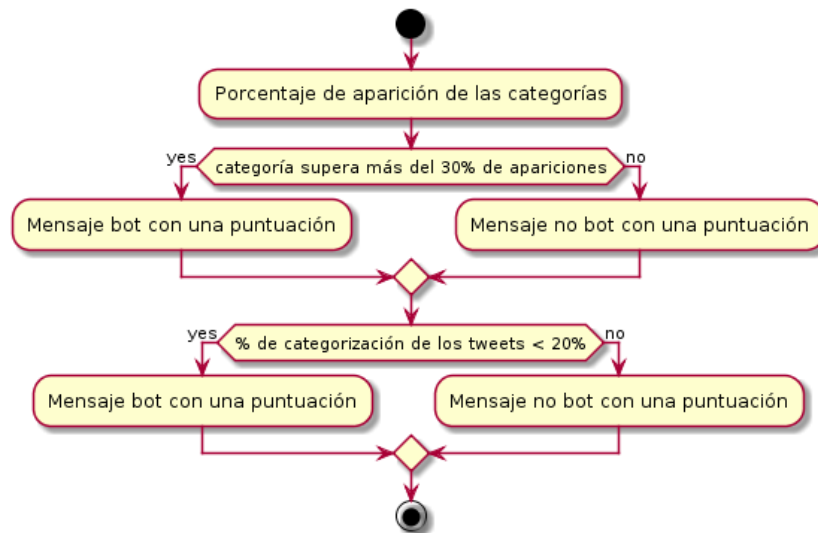 Porcentaje de aparición de las categorías
yes
categoría supera más del 30% de apariciones
no
Mensaje bot con una puntuación
Mensaje no bot con una puntuación
yes
% de categorización de los tweets < 20%
no
Mensaje bot con una puntuación
Mensaje no bot con una puntuación